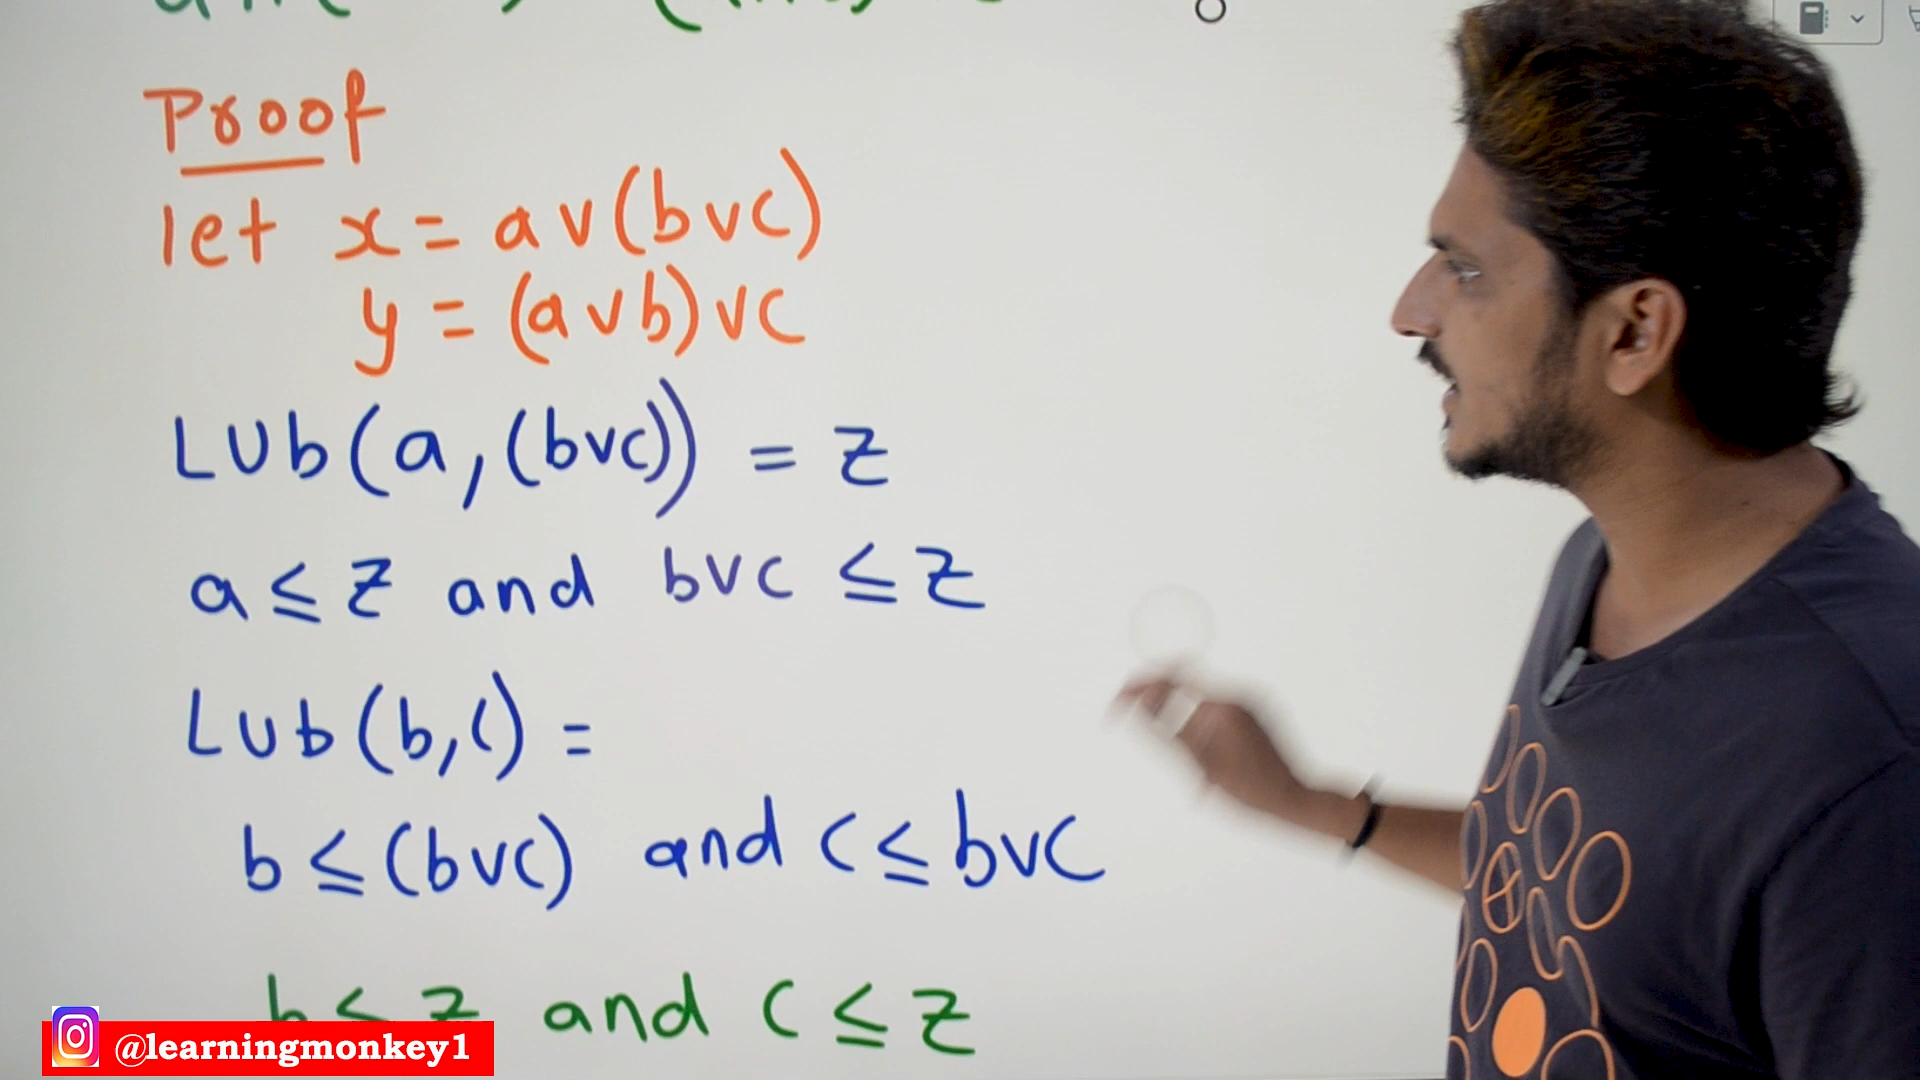 Proof
let x = a v (b v c)
y = (a v b) v c
LUb (a, (b v c)) = z
a ≤ z and b v c ≤ z
Lub (b, c) =
b ≤ (b v c) and c ≤ b v c
b ≤ z and c ≤ z
@learningmonkey1